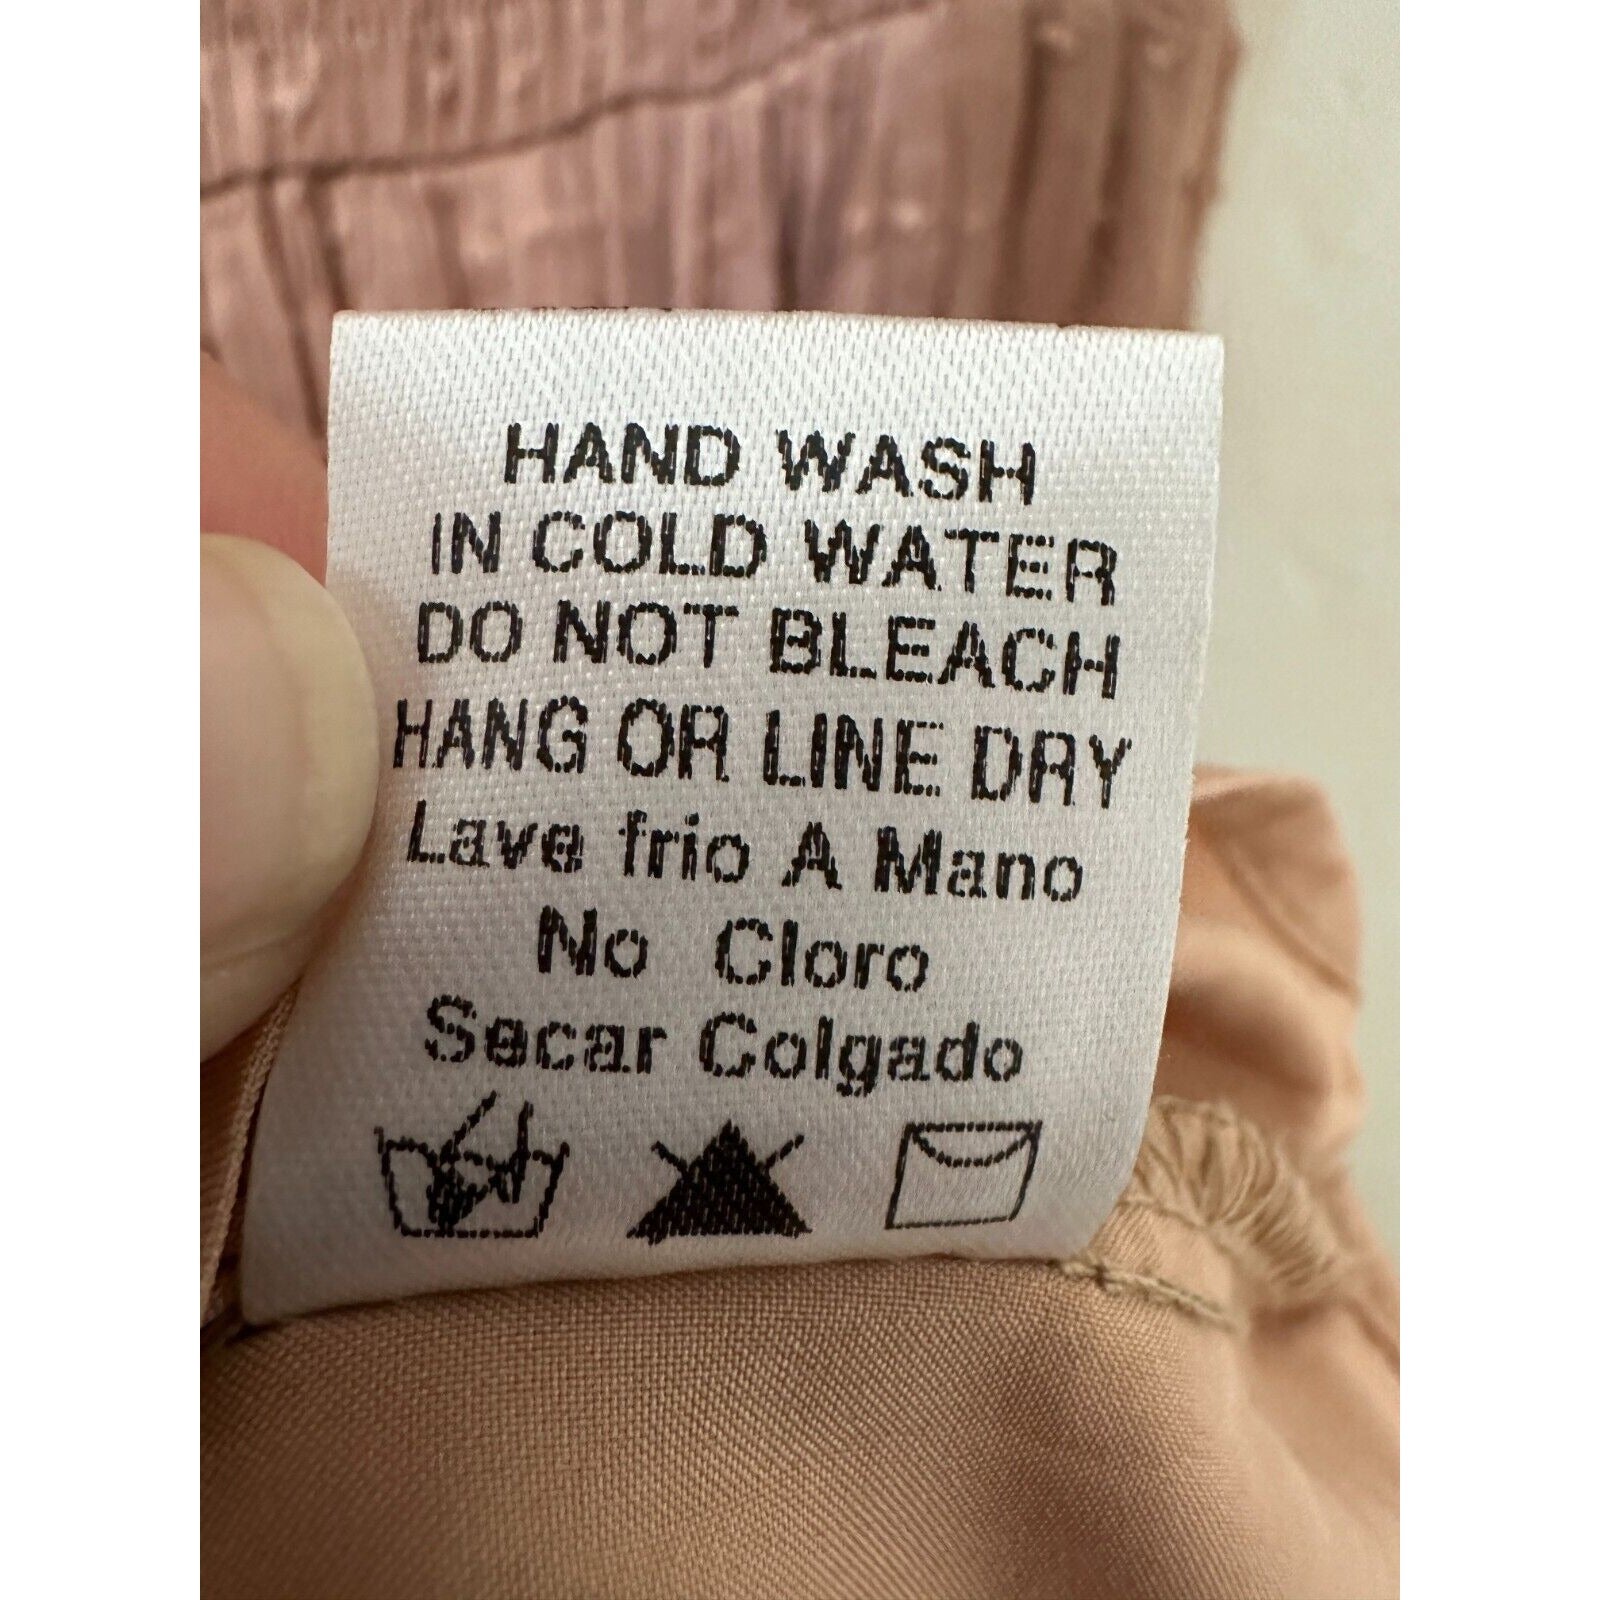 HAND WASH
IN COLD WATER
DO NOT BLEACH
HANG OR LINE DRY
Lave frio A Mano
No Cloro
Secar Colgado